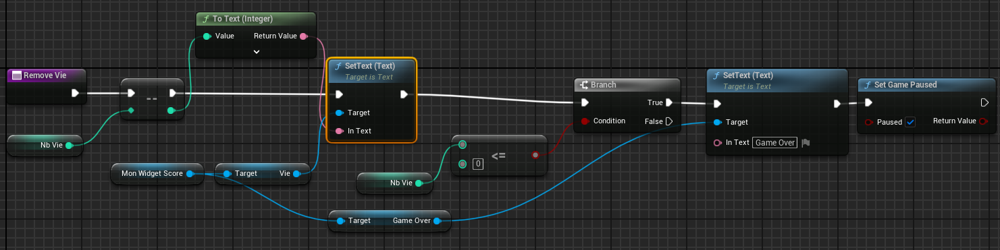 To Text (Integer)
Value
Return Value
Remove Vie
--
Nb Vie
SetText (Text)
Target is Text
Target
In Text
Mon Widget Score
Target
Vie
Nb Vie
0
<=
Target
Game Over
Branch
True
Condition
False
SetText (Text)
Target is Text
Target
In Text
Game Over
Set Game Paused
Paused
Return Value